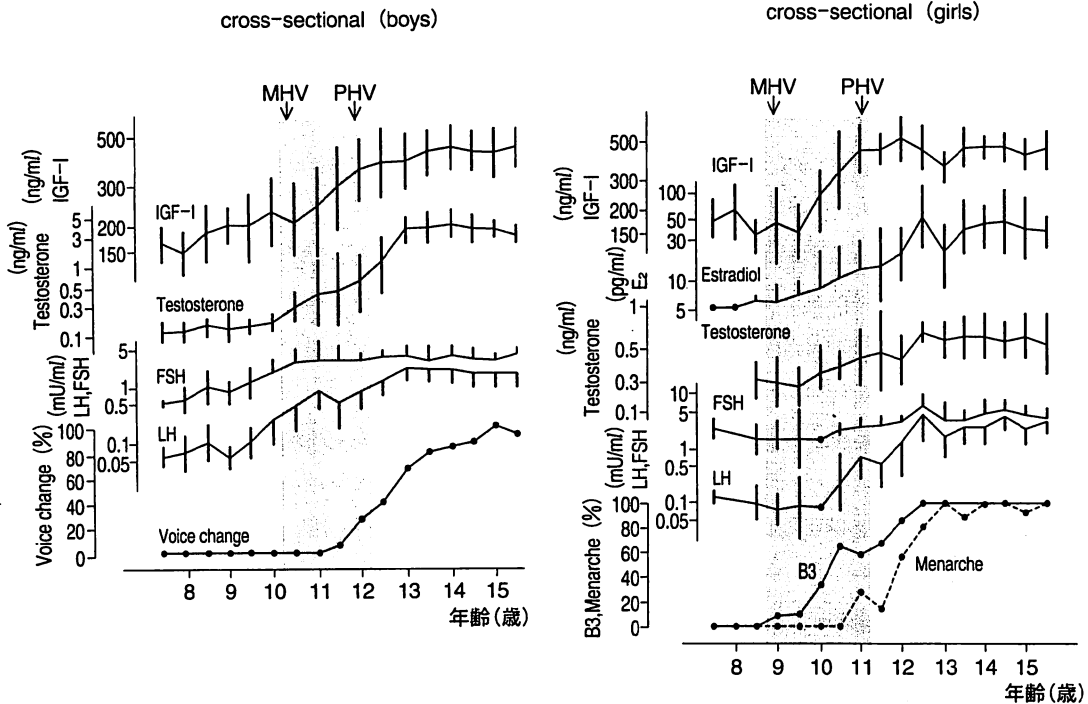 cross-sectional (boys)
MHV
PHV
IGF-I
(ng/ml)
500
300
200
150
IGF-I
Testosterone
(ng/ml)
5
3
1
0.5
0.3
0.1
Testosterone
LH,FSH
(mU/ml)
5
1
0.5
0.1
0.05
FSH
LH
Voice change (%)
100
80
60
40
20
0
Voice change
8
9
10
11
12
13
14
15
年齢(歳)
cross-sectional (girls)
MHV
PHV
IGF-I
(ng/ml)
500
300
200
150
IGF-I
E₂
(pg/ml)
100
50
30
10
5
Estradiol
Testosterone
(ng/ml)
1
0.5
0.3
0.1
Testosterone
LH,FSH
(mU/ml)
10
5
1
0.5
0.1
0.05
FSH
LH
B3,Menarche (%)
100
80
60
40
20
0
B3
Menarche
8
9
10
11
12
13
14
15
年齢(歳)